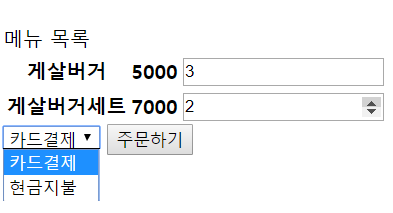 메뉴 목록
게살버거 5000 3
게살버거세트 7000 2
카드결제 주문하기
카드결제
현금지불